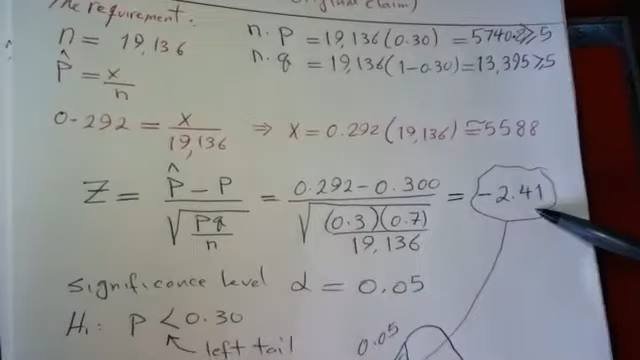 The requirement.
original claim)
n = 19,136
n.p = 19,136(0.30) = 5740.8 ≥ 5
n.q = 19,136(1-0.30) = 13,395 ≥ 5
P̂ = x/n
0.292 = x/19,136 ⇒ x = 0.292(19,136) ≅ 5588
Z = (P̂ - P)/√(pq/n) = (0.292 - 0.300)/√((0.3)(0.7)/19,136) = -2.41
Significance level α = 0.05
H₁: P < 0.30
left tail
0.05